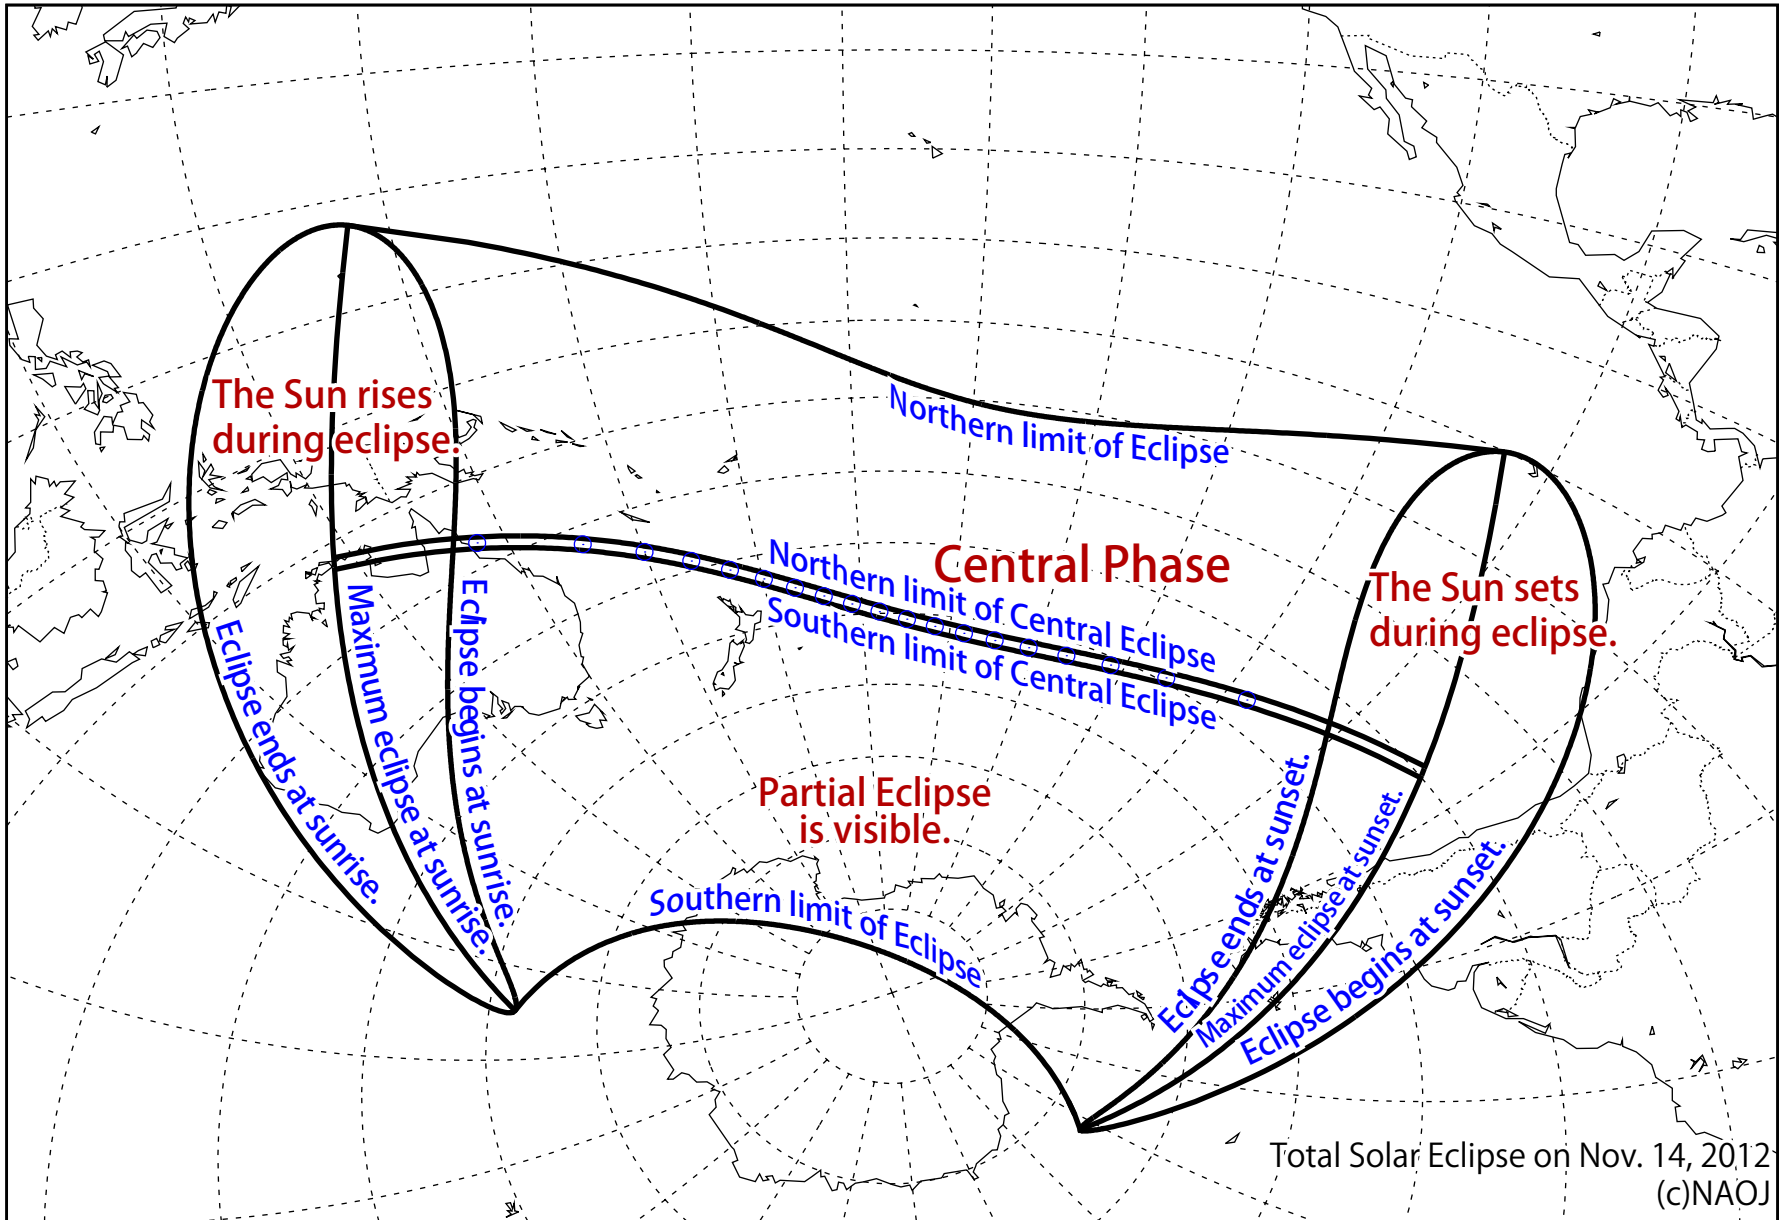 The Sun rises
during eclipse.
Northern limit of Eclipse
Central Phase
Northern limit of Central Eclipse
Southern limit of Central Eclipse
The Sun sets
during eclipse.
Eclipse ends at sunrise.
Maximum eclipse at sunrise.
Eclipse begins at sunrise.
Partial Eclipse
is visible.
Southern limit of Eclipse
Eclipse ends at sunset.
Maximum eclipse at sunset.
Eclipse begins at sunset.
Total Solar Eclipse on Nov. 14, 2012
(c)NAOJ